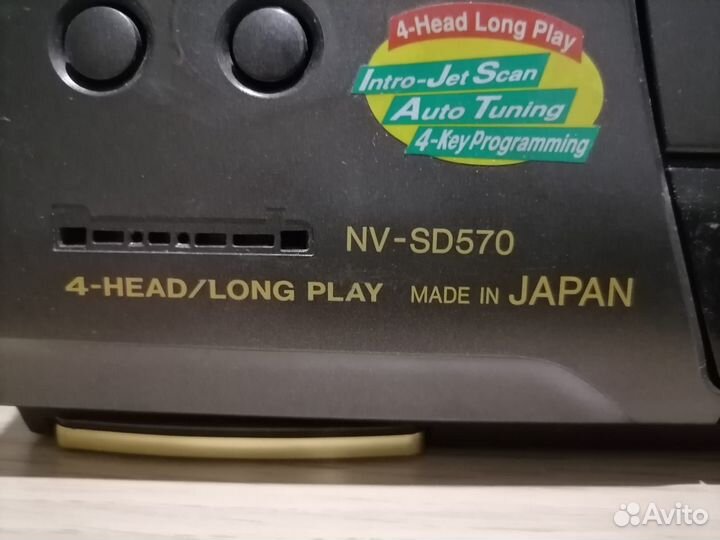 4-Head Long Play
Intro-Jet Scan
Auto Tuning
4-Key Programming
NV-SD570
4-HEAD/LONG PLAY MADE IN JAPAN
Avito